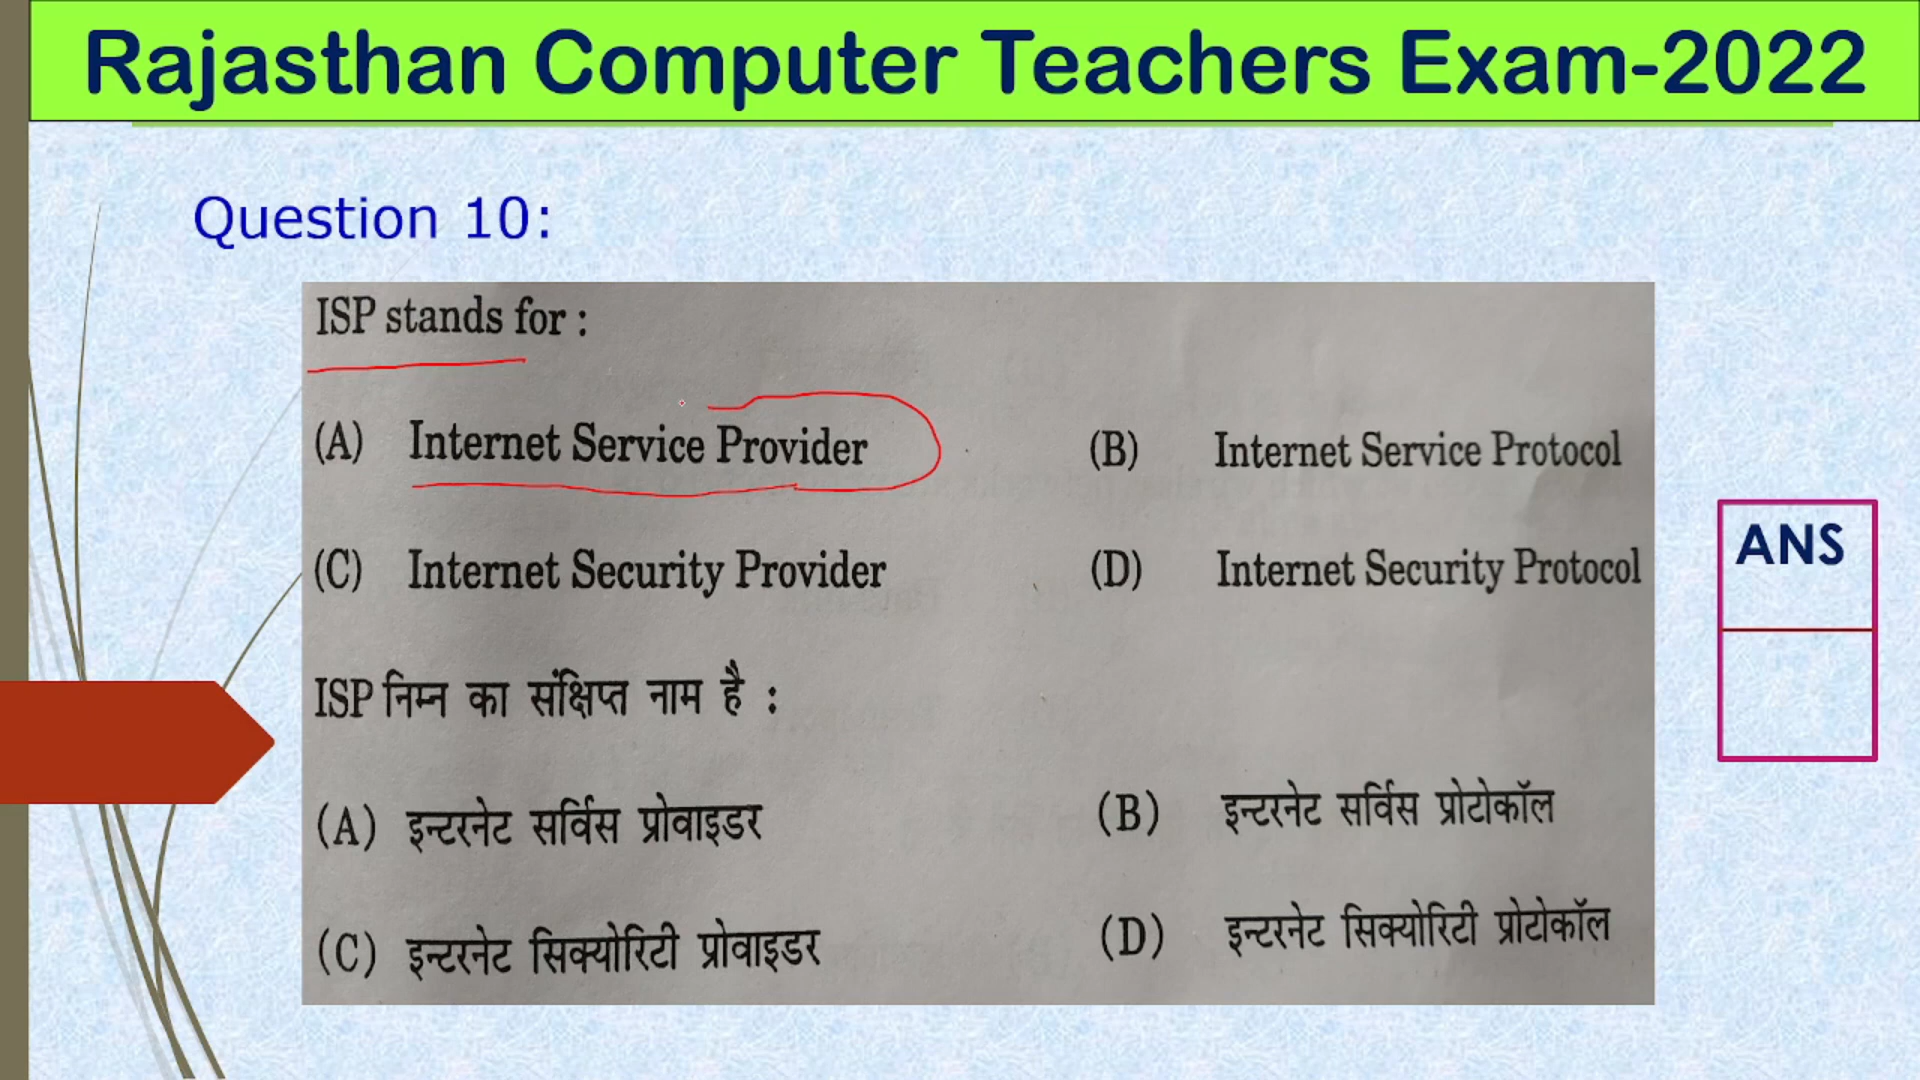 Rajasthan Computer Teachers Exam-2022
Question 10:
ISP stands for :
(A) Internet Service Provider (B) Internet Service Protocol
(C) Internet Security Provider (D) Internet Security Protocol
ANS
ISP निम्न का संक्षिप्त नाम है :
(A) इन्टरनेट सर्विस प्रोवाइडर (B) इन्टरनेट सर्विस प्रोटोकॉल
(C) इन्टरनेट सिक्योरिटी प्रोवाइडर (D) इन्टरनेट सिक्योरिटी प्रोटोकॉल